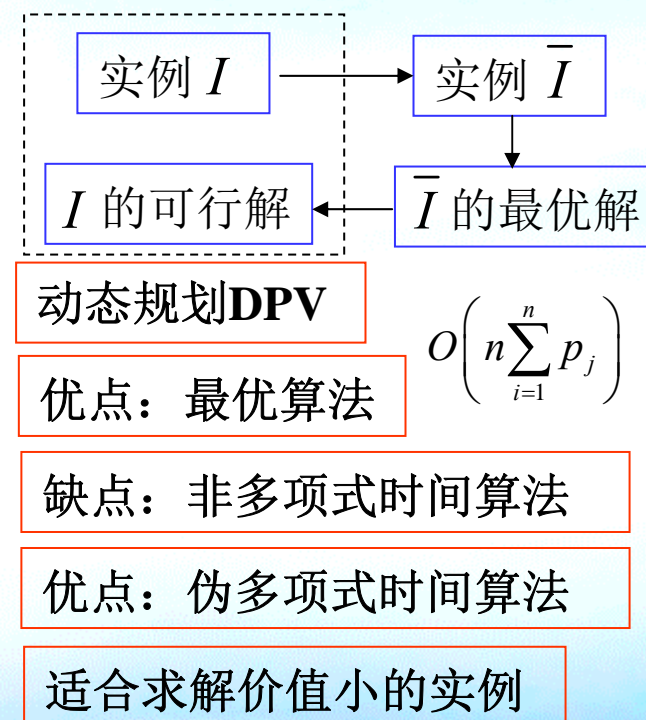 实例 I
实例 Ī
I 的可行解
Ī 的最优解
动态规划DPV
O(n∑_{i=1}^{n} p_j)
优点：最优算法
缺点：非多项式时间算法
优点：伪多项式时间算法
适合求解价值小的实例